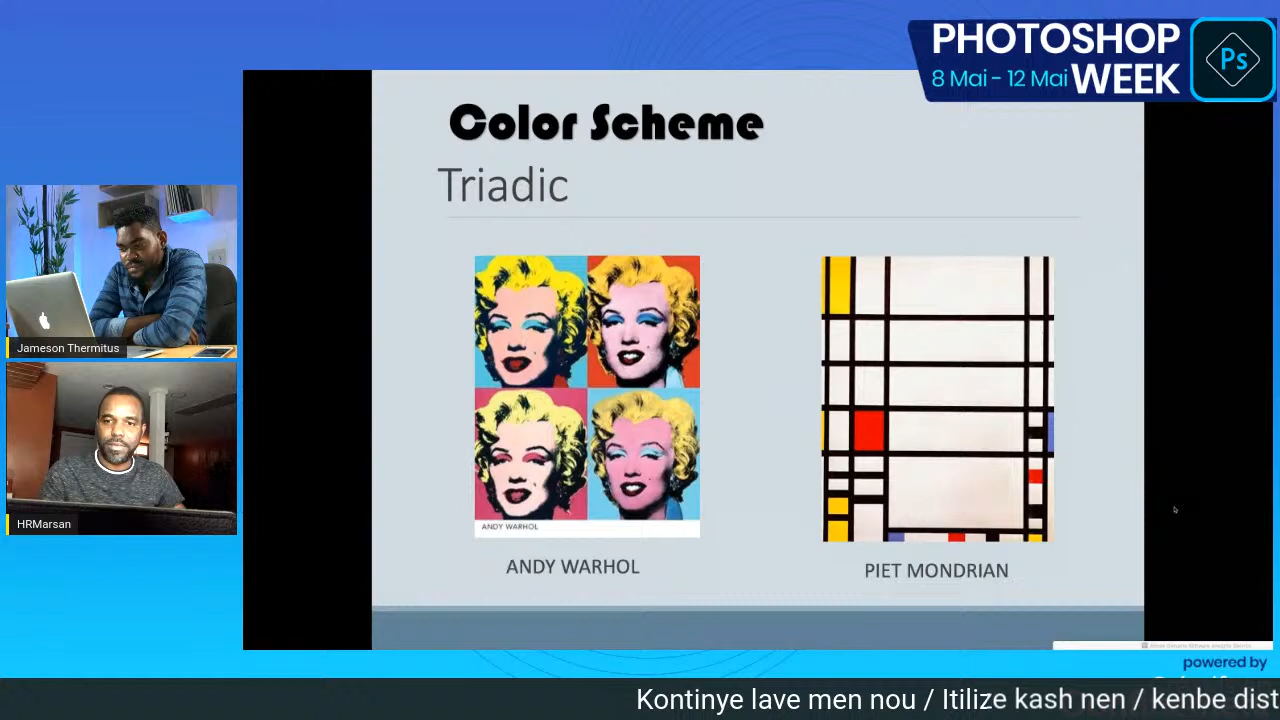 PHOTOSHOP
8 Mai - 12 Mai WEEK
Ps
Color Scheme
Triadic
Jameson Thermitus
HRMarsan
ANDY WARHOL
ANDY WARHOL
PIET MONDRIAN
powered by
Kontinye lave men nou / Itilize kash nen / kenbe dist